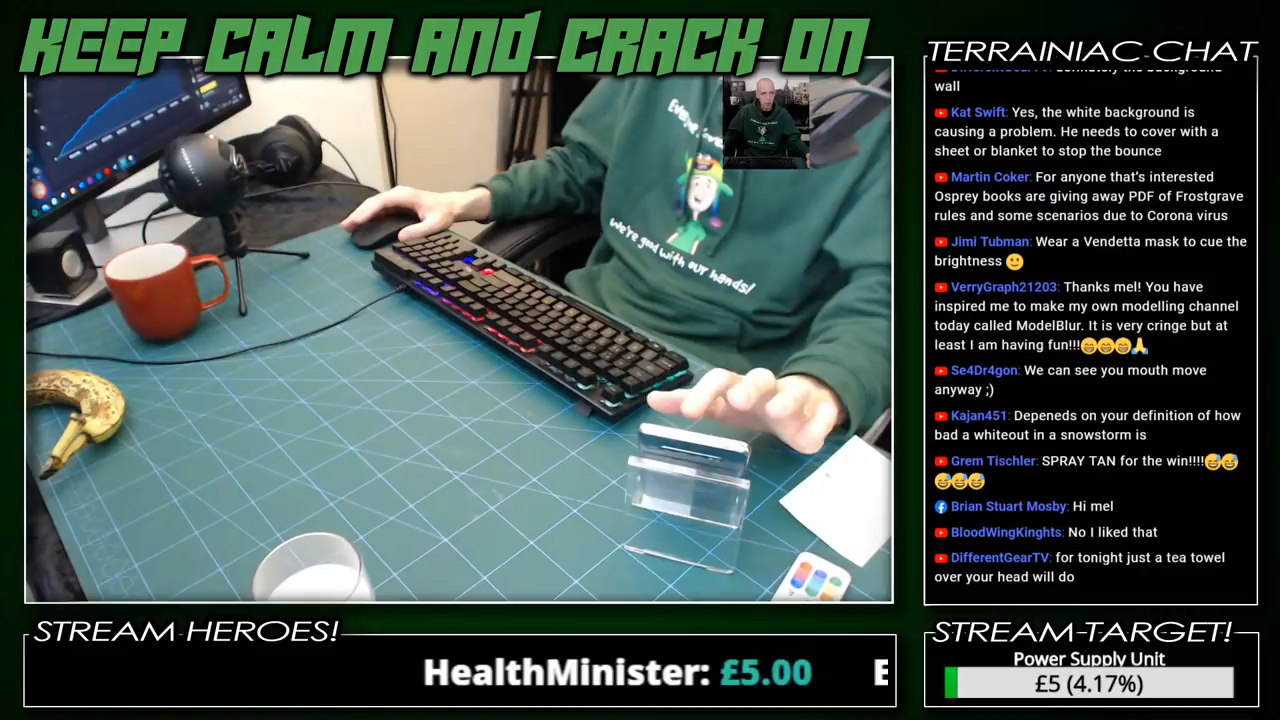 KEEP CALM AND CRACK ON
TERRAINIAC CHAT
wall
Kat Swift: Yes, the white background is
causing a problem. He needs to cover with a
sheet or blanket to stop the bounce
Martin Coker: For anyone that's interested
Osprey books are giving away PDF of Frostgrave
rules and some scenarios due to Corona virus
Jimi Tubman: Wear a Vendetta mask to cue the
brightness 🙂
VerryGraph21203: Thanks mel! You have
inspired me to make my own modelling channel
today called ModelBlur. It is very cringe but at
least I am having fun!!!😁😁😁🙏
Se4Dr4gon: We can see you mouth move
anyway ;)
Kajan451: Depeneds on your definition of how
bad a whiteout in a snowstorm is
Grem Tischler: SPRAY TAN for the win!!!!😅😅
😅😅😅
Brian Stuart Mosby: Hi mel
BloodWingKinghts: No I liked that
DifferentGearTV: for tonight just a tea towel
over your head will do
we're good with our hands!
STREAM HEROES!
HealthMinister: £5.00
STREAM TARGET!
Power Supply Unit
£5 (4.17%)